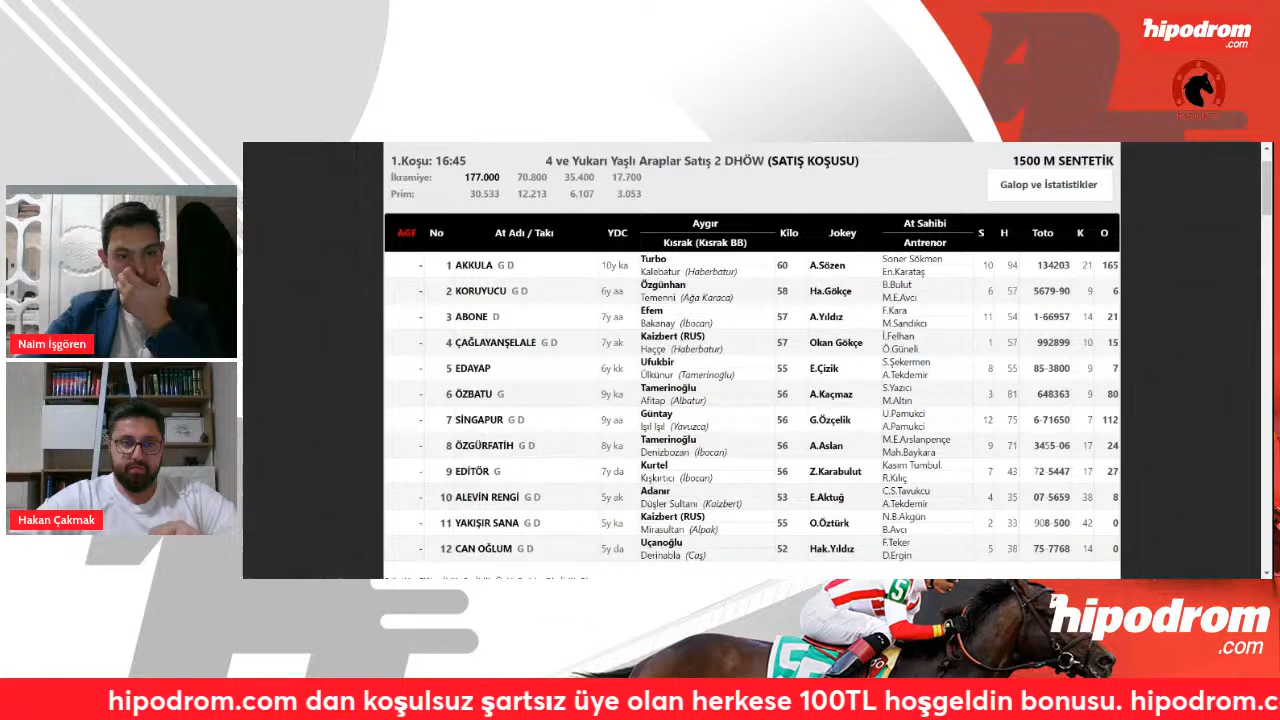 hipodrom
.com
1.Koşu: 16:45 4 ve Yukarı Yaşlı Araplar Satış 2 DHÖW (SATIŞ KOŞUSU) 1500 M SENTETİK
İkramiye: 177.000 70.800 35.400 17.700
Prim: 30.533 12.213 6.107 3.053
Galop ve İstatistikler
AGF No At Adı / Takı YDC Aygır Kilo Jokey At Sahibi S H Toto K O
Kısrak (Kısrak BB) Antrenor
- 1 AKKULA G D 10y ka Turbo 60 A.Sözen Soner Sökmen 10 94 134203 21 165
Kalebatur (Haberbatur) En.Karataş
- 2 KORUYUCU G D 6y aa Özgünhan 58 Ha.Gökçe B.Bulut 6 57 5679-90 9 6
Temenni (Ağa Karaca) M.E.Avcı
- 3 ABONE D 7y aa Efem 57 A.Yıldız F.Kara 11 54 1-66957 14 21
Bakanay (İbocan) M.Sandıkcı
- 4 ÇAĞLAYANŞELALE G D 7y ak Kaizbert (RUS) 57 Okan Gökçe İ.Felhan 1 57 992899 10 15
Haççe (Haberbatur) Ö.Güneli
- 5 EDAYAP 6y kk Ufukbir 55 E.Çizik S.Şekermen 8 55 85-3800 9 7
Ülkünur (Tamerinoğlu) A.Tekdemir
- 6 ÖZBATU G 9y ka Tamerinoğlu 56 A.Kaçmaz S.Yazıcı 3 81 648363 9 80
Afitap (Albatur) M.Altın
- 7 SİNGAPUR G D 9y aa Güntay 56 G.Özçelik U.Pamukci 12 75 6-71650 7 112
Işıl Işıl (Yavuzca) A.Pamukci
- 8 ÖZGÜRFATİH G D 8y ka Tamerinoğlu 56 A.Aslan M.E.Arslanpençe 9 71 3455-06 17 24
Denizbozan (İbocan) Mah.Baykara
- 9 EDİTÖR G 7y da Kurtel 56 Z.Karabulut Kasım Tumbul. 7 43 72-5447 17 27
Kışkırtıcı (İbocan) R.Kılıç
- 10 ALEVİN RENGİ G D 5y ak Adanır 53 E.Aktuğ C.S.Tavukcu 4 35 07-5659 38 8
Düşler Sultanı (Kaizbert) A.Tekdemir
- 11 YAKIŞIR SANA G D 5y ka Kaizbert (RUS) 55 O.Öztürk N.B.Akgün 2 33 908-500 42 0
Mirasultan (Alpak) B.Avcı
- 12 CAN OĞLUM G D 5y da Uçanoğlu 52 Hak.Yıldız F.Teker 5 38 75-7768 14 0
Derinabla (Caş) D.Ergin
Naim İşgören
Hakan Çakmak
hipodrom
.com
hipodrom.com dan koşulsuz şartsız üye olan herkese 100TL hoşgeldin bonusu. hipodrom.c